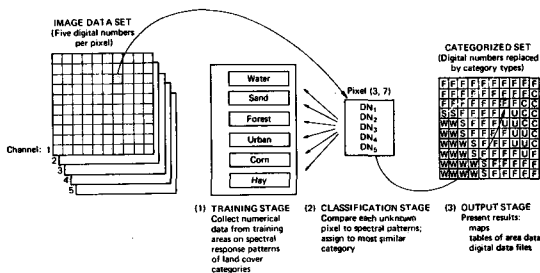 IMAGE DATA SET
(Five digital numbers
per pixel)
CATEGORIZED SET
(Digital numbers replaced
by category types)
Water
Sand
Forest
Urban
Corn
Hay
Pixel (3, 7)
DN1
DN2
DN3
DN4
DN5
Channel: 1
2
3
4
5
F F F F F F F F F F
F F F F F F F F F C
F F F F F F F C C
S S F F F F U C C
W W S F F U U C C
W W S F F F U U C
W W W S F F F U C
W W W S F F F F U C
W W W W S F F F F F
W W W W S F F F F F
(1) TRAINING STAGE
Collect numerical
data from training
areas on spectral
response patterns
of land cover
categories
(2) CLASSIFICATION STAGE
Compare each unknown
pixel to spectral patterns;
assign to most similar
category
(3) OUTPUT STAGE
Present results:
maps
tables of area data
digital data files